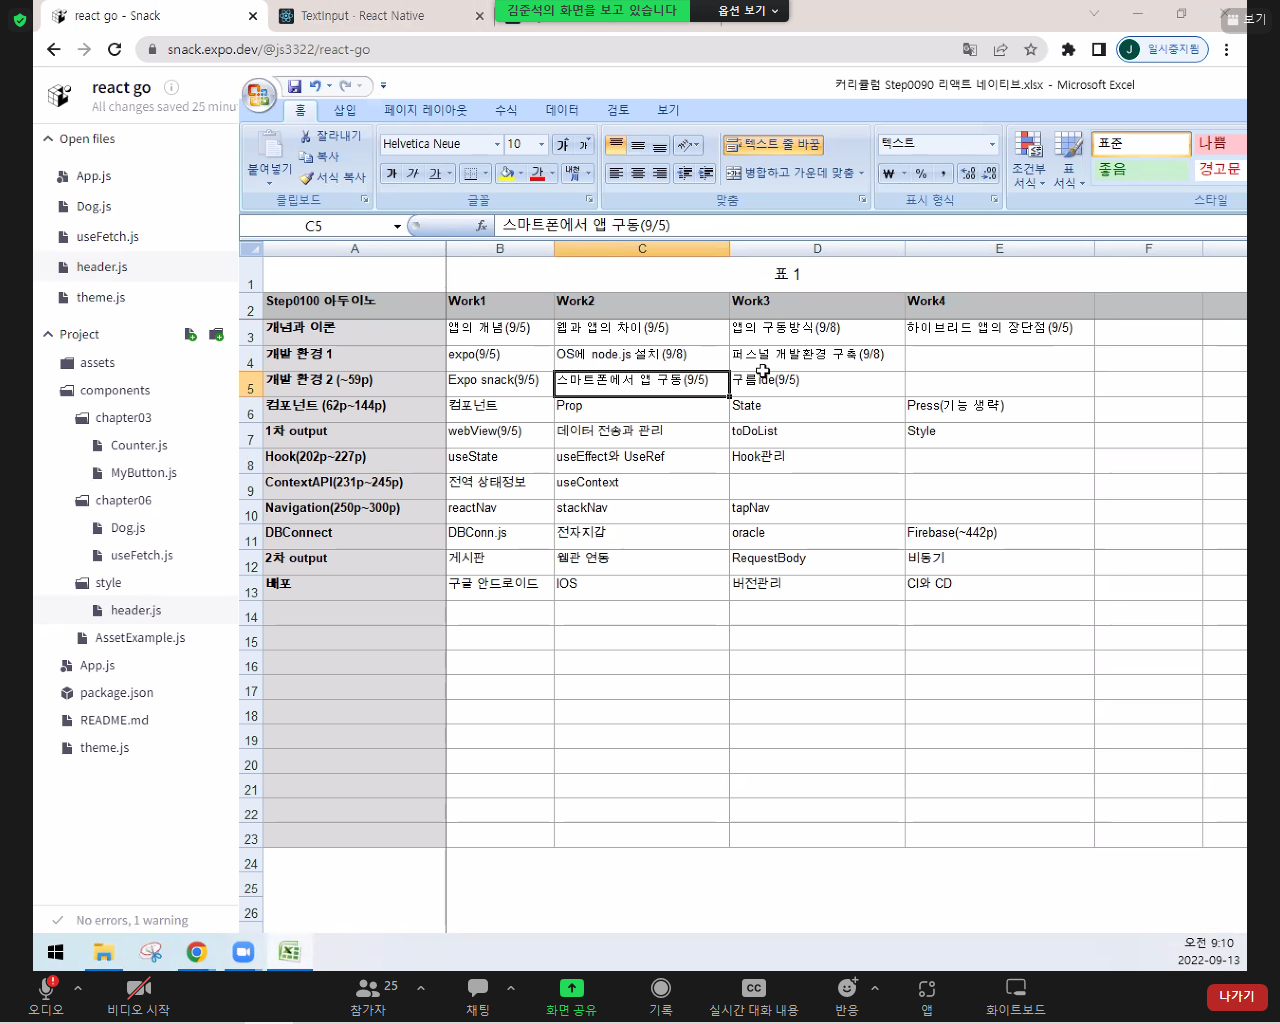 react go - Snack
TextInput - React Native
김준석의 화면을 보고 있습니다
옵션 보기
보기
snack.expo.dev/@js3322/react-go
J 일시중지됨
react go
All changes saved 25 minu
Open files
App.js
Dog.js
useFetch.js
header.js
theme.js
Project
assets
components
chapter03
Counter.js
MyButton.js
chapter06
Dog.js
useFetch.js
style
header.js
AssetExample.js
App.js
package.json
README.md
theme.js
No errors, 1 warning
커리큘럼 Step0090 리액트 네이티브.xlsx - Microsoft Excel
홈 삽입 페이지 레이아웃 수식 데이터 검토 보기
붙여넣기
잘라내기
복사
서식 복사
클립보드
Helvetica Neue 10 가 가
가 가 가 가 내천
글꼴
텍스트 줄 바꿈
병합하고 가운데 맞춤
맞춤
텍스트
₩ % ,
표시 형식
조건부 서식
표 서식
표준 나쁨
좋음 경고문
스타일
C5 fx 스마트폰에서 앱 구동(9/5)
A B C D E F
1 표 1
2 Step0100 아두이노 Work1 Work2 Work3 Work4
3 개념과 이론 앱의 개념(9/5) 웹과 앱의 차이(9/5) 앱의 구동방식(9/8) 하이브리드 앱의 장단점(9/5)
4 개발 환경 1 expo(9/5) OS에 node.js 설치(9/8) 퍼스널 개발환경 구축(9/8)
5 개발 환경 2 (~59p) Expo snack(9/5) 스마트폰에서 앱 구동(9/5) 구름ide(9/5)
6 컴포넌트 (62p~144p) 컴포넌트 Prop State Press(기능 생략)
7 1차 output webView(9/5) 데이터 전송과 관리 toDoList Style
8 Hook(202p~227p) useState useEffect와 UseRef Hook관리
9 ContextAPI(231p~245p) 전역 상태정보 useContext
10 Navigation(250p~300p) reactNav stackNav tapNav
11 DBConnect DBConn.js 전자지갑 oracle Firebase(~442p)
12 2차 output 게시판 웹관 연동 RequestBody 비동기
13 배포 구글 안드로이드 IOS 버전관리 CI와 CD
14
15
16
17
18
19
20
21
22
23
24
25
26
오전 9:10
2022-09-13
오디오
비디오 시작
25
참가자
채팅
화면 공유
기록
CC
실시간 대화 내용
반응
앱
화이트보드
나가기